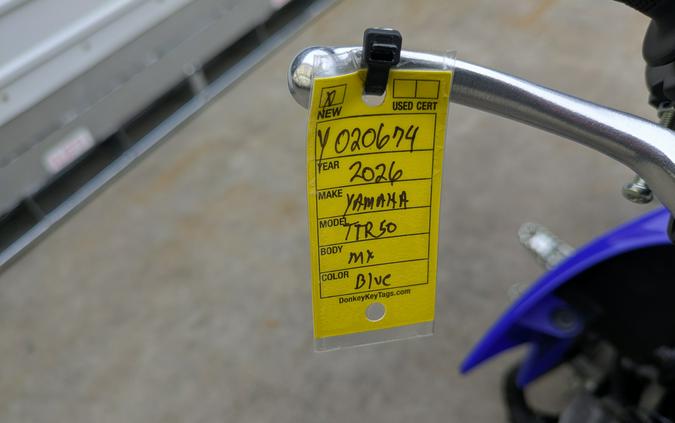 NEW
USED CERT
Y020674
YEAR 2026
MAKE YAMAHA
MODEL TTR50
BODY MX
COLOR Blue
DonkeyKeyTags.com